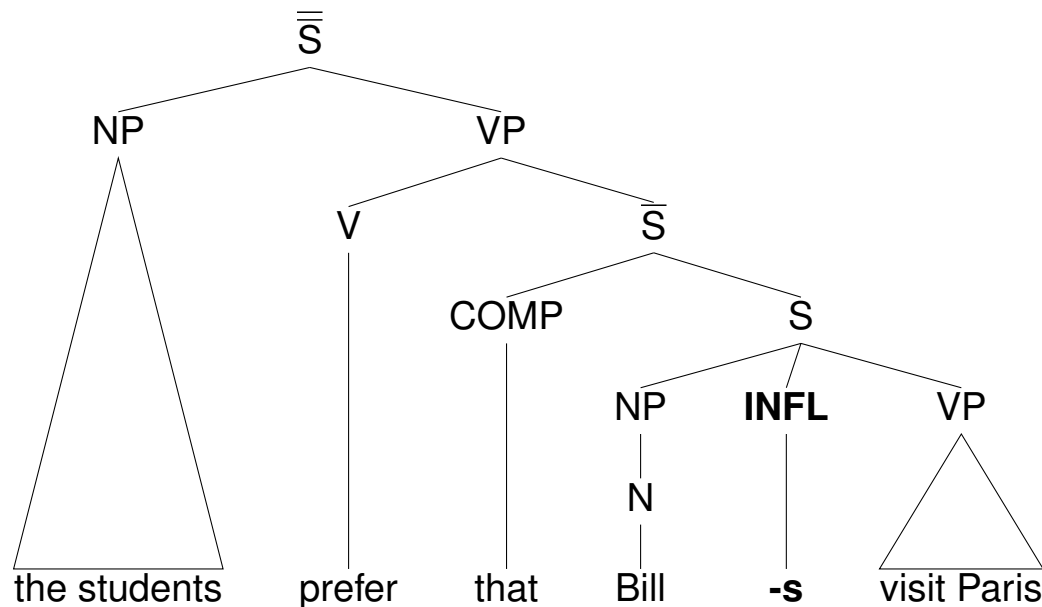 S̿
NP VP
V S̅
COMP S
NP INFL VP
N
the students prefer that Bill -s visit Paris